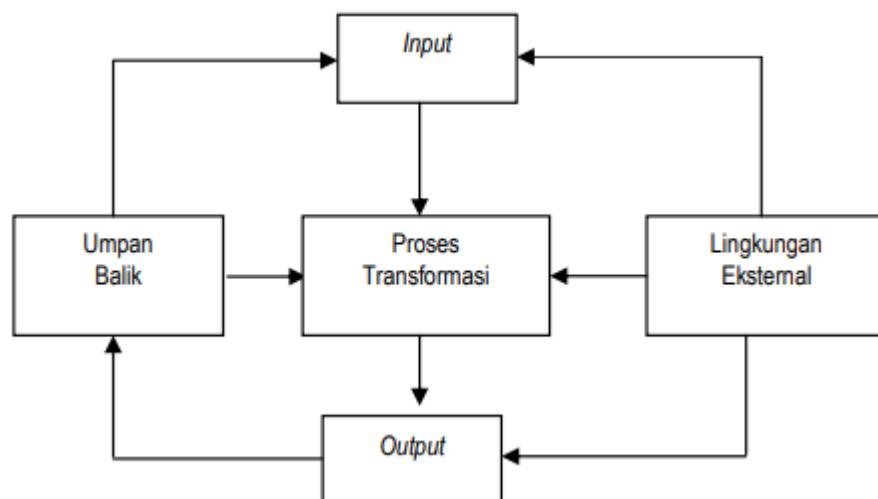 Input
Umpan
Balik
Proses
Transformasi
Lingkungan
Eksternal
Output